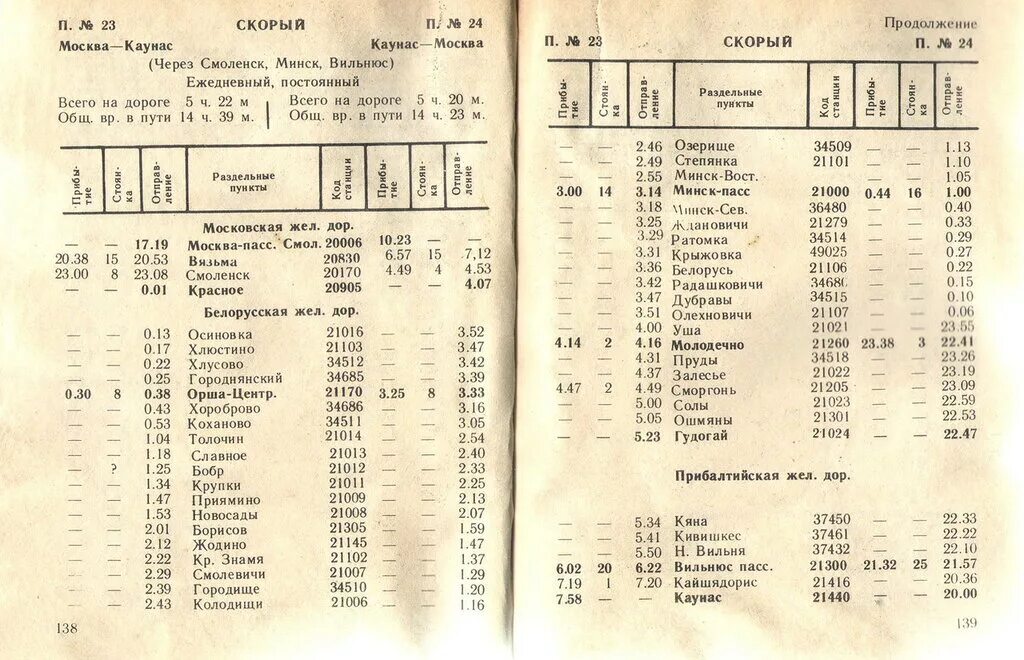 П. № 23 СКОРЫЙ П. № 24
Москва—Каунас Каунас—Москва
(Через Смоленск, Минск, Вильнюс)
Ежедневный, постоянный
Всего на дороге 5 ч. 22 м Всего на дороге 5 ч. 20 м.
Общ. вр. в пути 14 ч. 39 м. Общ. вр. в пути 14 ч. 23 м.
Прибытие Стоянка Отправление Раздельные пункты Код станции Прибытие Стоянка Отправление
Московская жел. дор.
— — 17.19 Москва-пасс. Смол. 20006 10.23 — —
20.38 15 20.53 Вязьма 20830 6.57 15 7,12
23.00 8 23.08 Смоленск 20170 4.49 4 4.53
— — 0.01 Красное 20905 — — 4.07
Белорусская жел. дор.
— — 0.13 Осиновка 21016 — — 3.52
— — 0.17 Хлюстино 21103 — — 3.47
— — 0.22 Хлусово 34512 — — 3.42
— — 0.25 Городнянский 34685 — — 3.39
0.30 8 0.38 Орша-Центр. 21170 3.25 8 3.33
— — 0.43 Хороброво 34686 — — 3.16
— — 0.53 Коханово 34511 — — 3.05
— — 1.04 Толочин 21014 — — 2.54
— — 1.18 Славное 21013 — — 2.40
— ? 1.25 Бобр 21012 — — 2.33
— — 1.34 Крупки 21011 — — 2.25
— — 1.47 Приямино 21009 — — 2.13
— — 1.53 Новосады 21008 — — 2.07
— — 2.01 Борисов 21305 — — 1.59
— — 2.12 Жодино 21145 — — 1.47
— — 2.22 Кр. Знамя 21102 — — 1.37
— — 2.29 Смолевичи 21007 — — 1.29
— — 2.39 Городище 34510 — — 1.20
— — 2.43 Колодищи 21006 — — 1.16
138
Продолжение
П. № 23 СКОРЫЙ П. № 24
Прибытие Стоянка Отправление Раздельные пункты Код станции Прибытие Стоянка Отправление
— — 2.46 Озерище 34509 — — 1.13
— — 2.49 Степянка 21101 — — 1.10
— — 2.55 Минск-Вост. — — 1.05
3.00 14 3.14 Минск-пасс 21000 0.44 16 1.00
— — 3.18 Минск-Сев. 36480 — — 0.40
— — 3.25 Ждановичи 21279 — — 0.33
— — 3.29 Ратомка 34514 — — 0.29
— — 3.31 Крыжовка 49025 — — 0.27
— — 3.36 Белорусь 21106 — — 0.22
— — 3.42 Радашковичи 34680 — — 0.15
— — 3.47 Дубравы 34515 — — 0.10
— — 3.51 Олехновичи 21107 — — 0.06
— — 4.00 Уша 21021 — — 23.55
4.14 2 4.16 Молодечно 21260 23.38 3 22.41
— — 4.31 Пруды 34518 — — 23.26
— — 4.37 Залесье 21022 — — 23.19
4.47 2 4.49 Сморгонь 21205 — — 23.09
— — 5.00 Солы 21023 — — 22.59
— — 5.05 Ошмяны 21301 — — 22.53
— — 5.23 Гудогай 21024 — — 22.47
Прибалтийская жел. дор.
— — 5.34 Кяна 37450 — — 22.33
— — 5.41 Кивишкес 37461 — — 22.22
— — 5.50 Н. Вильня 37432 — — 22.10
6.02 20 6.22 Вильнюс пасс. 21300 21.32 25 21.57
7.19 1 7.20 Кайшядорис 21416 — — 20.36
7.58 — — Каунас 21440 — — 20.00
139